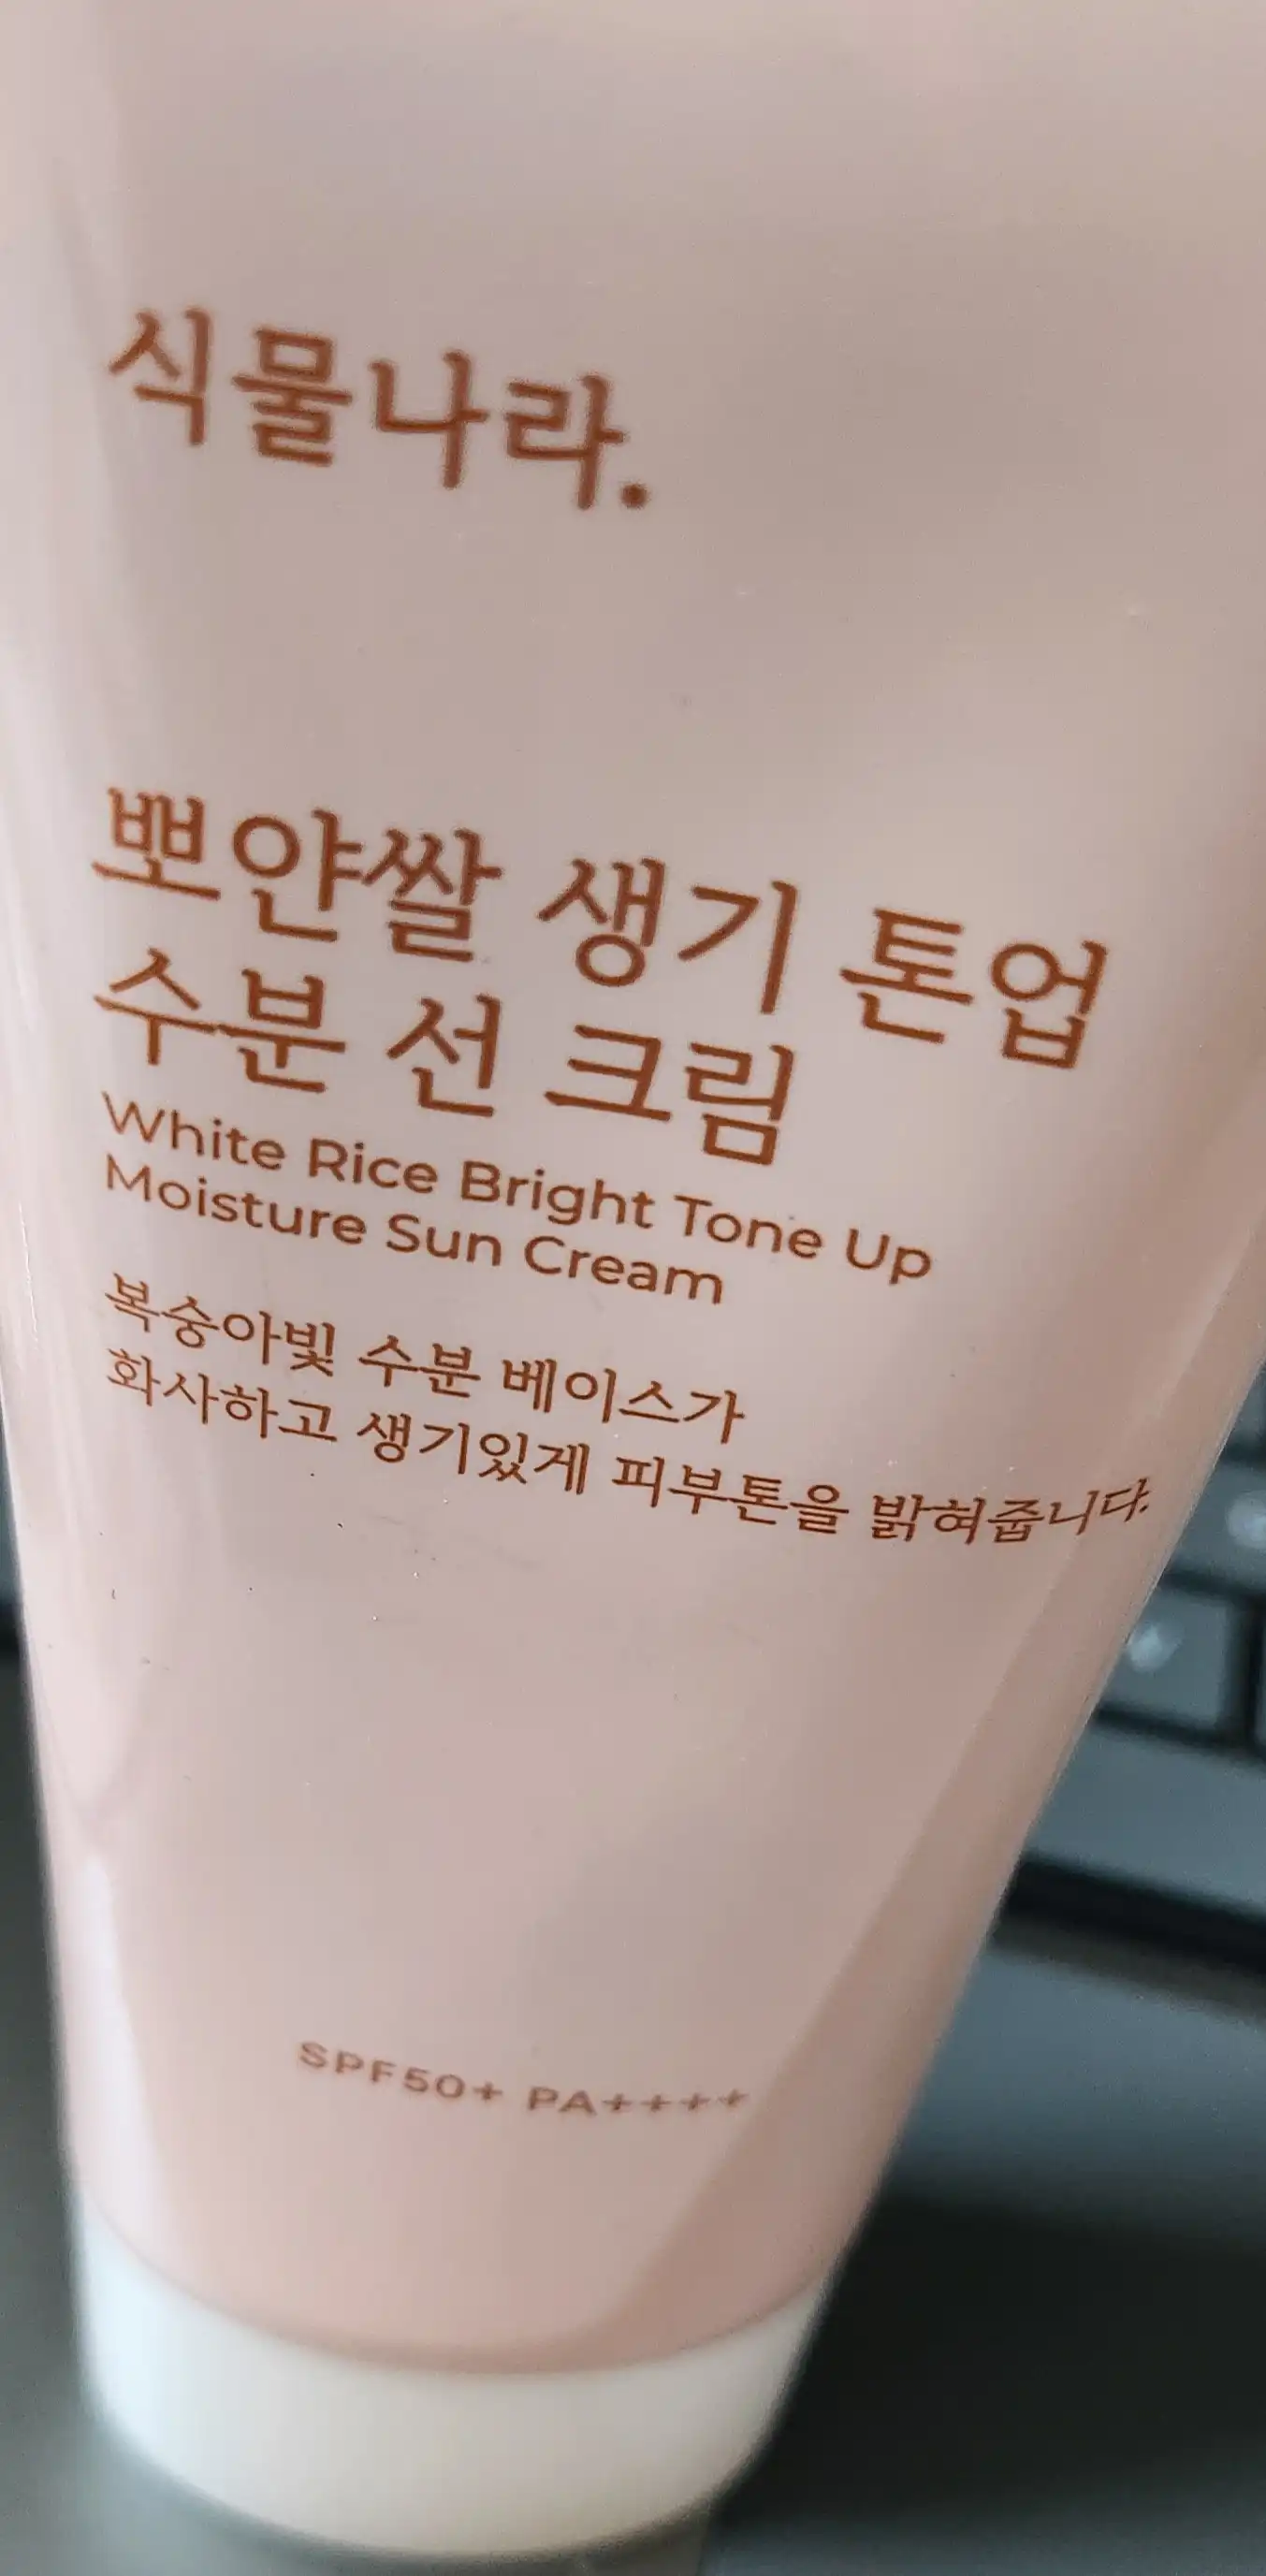 식물나라.
뽀얀쌀 생기 톤업
수분 선 크림
White Rice Bright Tone Up
Moisture Sun Cream
복숭아빛 수분 베이스가
화사하고 생기있게 피부톤을 밝혀줍니다.
SPF50+ PA++++